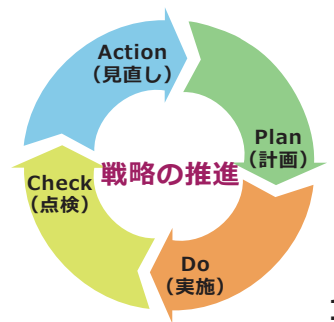 Action
（見直し）
Plan
（計画）
戦略の推進
Check
（点検）
Do
（実施）